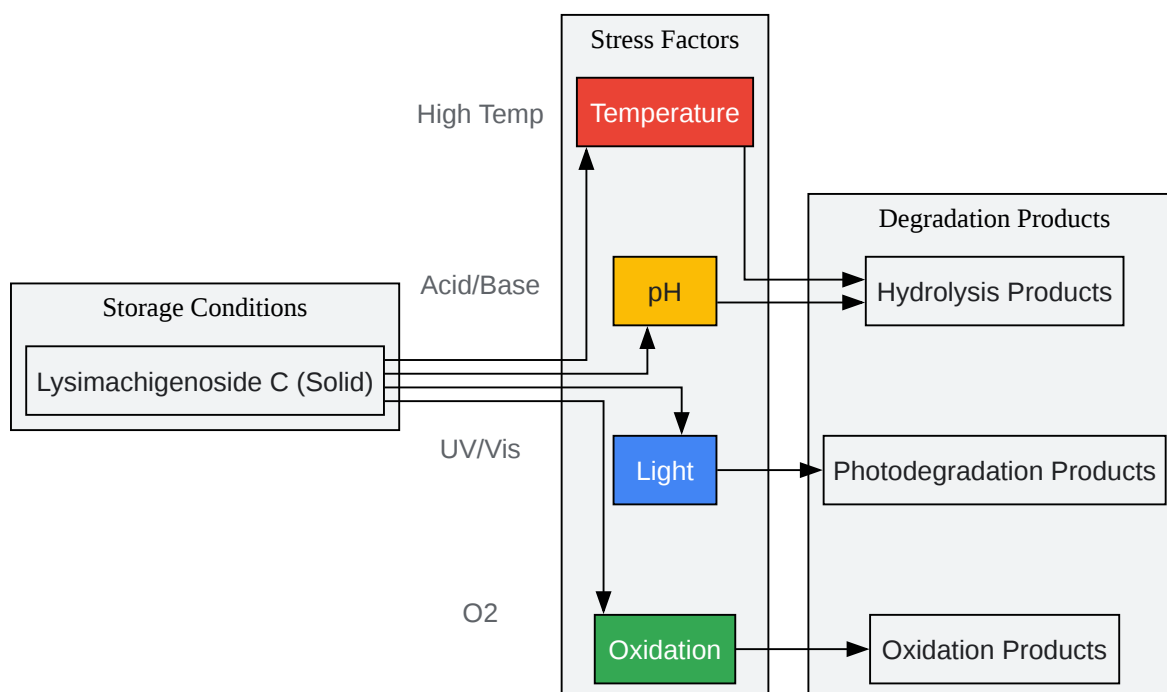 Stress Factors
High Temp
Temperature
Degradation Products
Acid/Base
pH
Hydrolysis Products
Storage Conditions
Lysimachigenoside C (Solid)
UV/Vis
Light
Photodegradation Products
O2
Oxidation
Oxidation Products